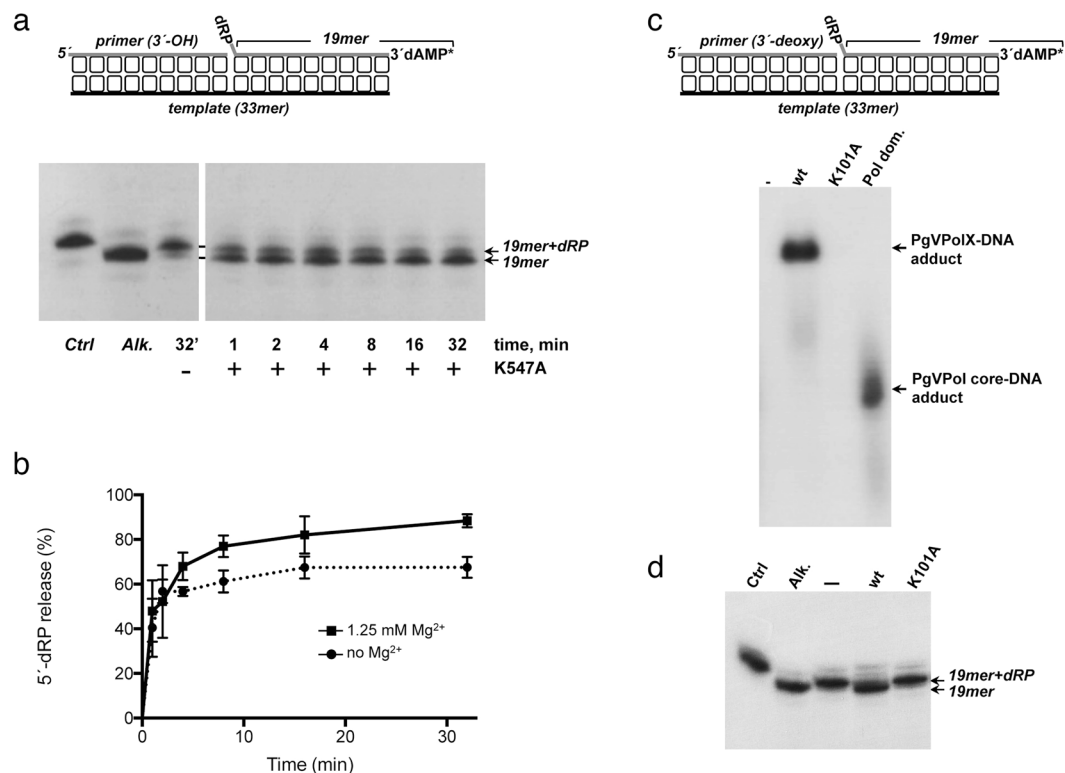 a
dRP
19mer
5´ primer (3´-OH) 3´dAMP*
template (33mer)
19mer+dRP
19mer
Ctrl Alk. 32' 1 2 4 8 16 32 time, min
– + + + + + + K547A
b
100
80
60
40
20
0
5´-dRP release (%)
1.25 mM Mg2+
no Mg2+
0 10 20 30
Time (min)
c
dRP
19mer
5´ primer (3´-deoxy) 3´dAMP*
template (33mer)
- wt K101A Pol dom.
PgVPolX-DNA
adduct
PgVPol core-DNA
adduct
d
Ctrl Alk. — wt K101A
19mer+dRP
19mer